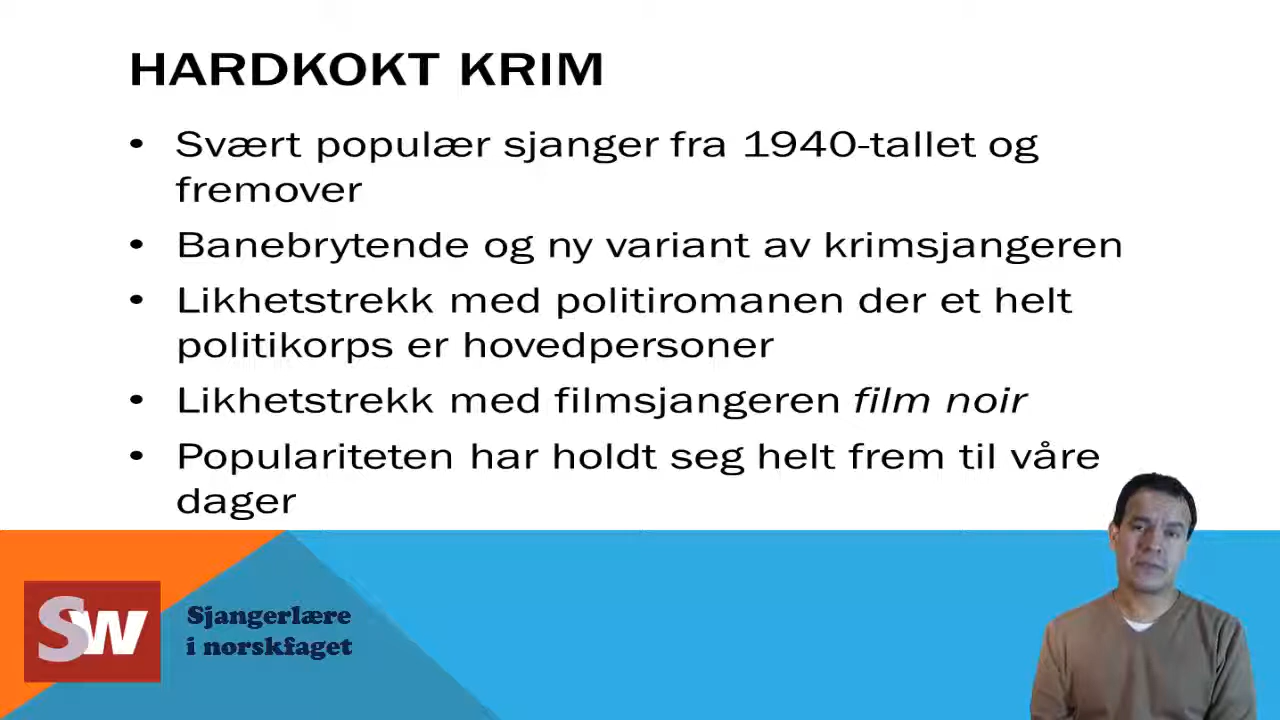 HARDKOKT KRIM
• Svært populær sjanger fra 1940-tallet og
fremover
• Banebrytende og ny variant av krimsjangeren
• Likhetstrekk med politiromanen der et helt
politikorps er hovedpersoner
• Likhetstrekk med filmsjangeren film noir
• Populariteten har holdt seg helt frem til våre
dager
SW
Sjangerlære
i norskfaget